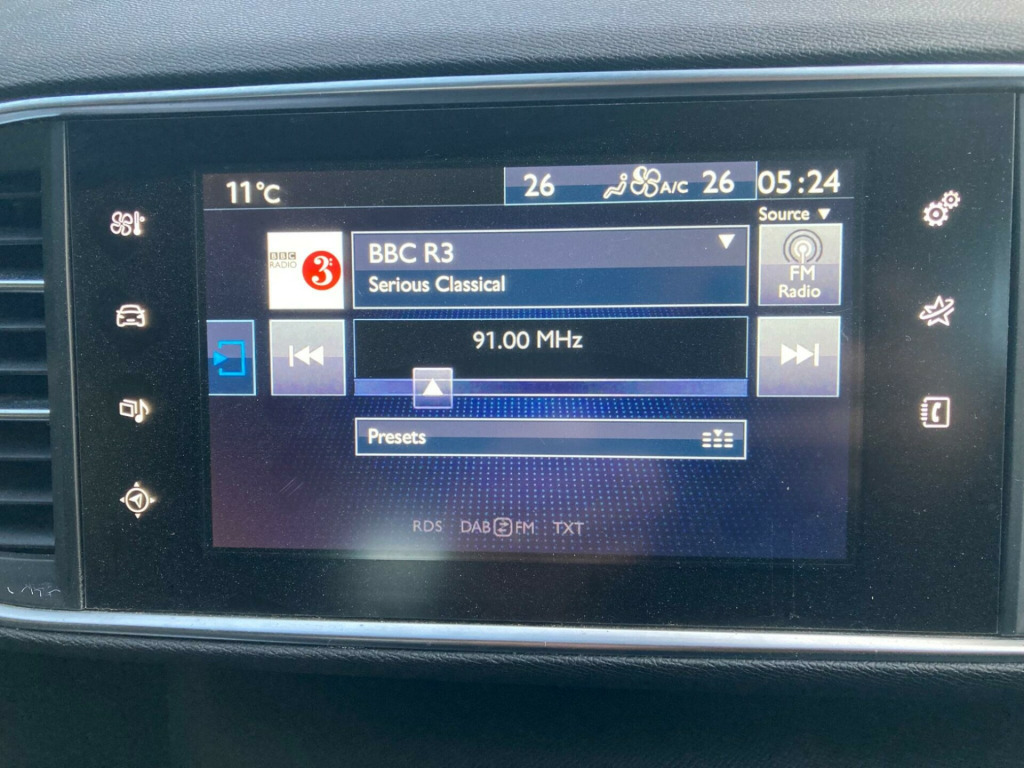 11°C
26 A/C 26 05:24
Source ▼
BBC
RADIO 3
BBC R3
Serious Classical
FM
Radio
91.00 MHz
Presets
RDS DAB FM TXT